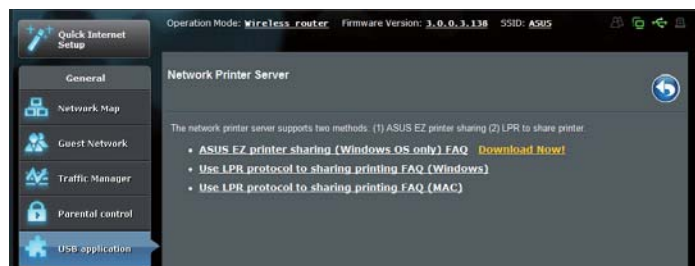 Quick Internet
Setup
Operation Mode: Wireless router Firmware Version: 3.0.0.3.138 SSID: ASUS
General
Network Map
Guest Network
Traffic Manager
Parental control
USB application
Network Printer Server
The network printer server supports two methods. (1) ASUS EZ printer sharing (2) LPR to share printer.
• ASUS EZ printer sharing (Windows OS only) FAQ Download Now!
• Use LPR protocol to sharing printing FAQ (Windows)
• Use LPR protocol to sharing printing FAQ (MAC)